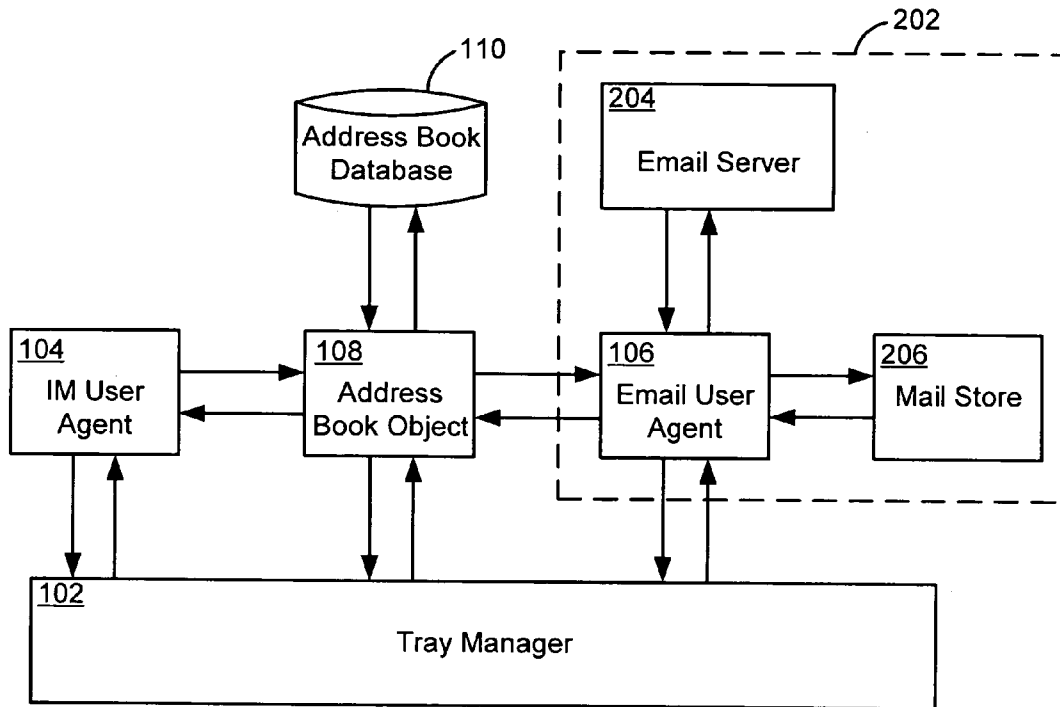 202
110
204
Email Server
Address Book
Database
104
IM User
Agent
108
Address
Book Object
106
Email User
Agent
206
Mail Store
102
Tray Manager